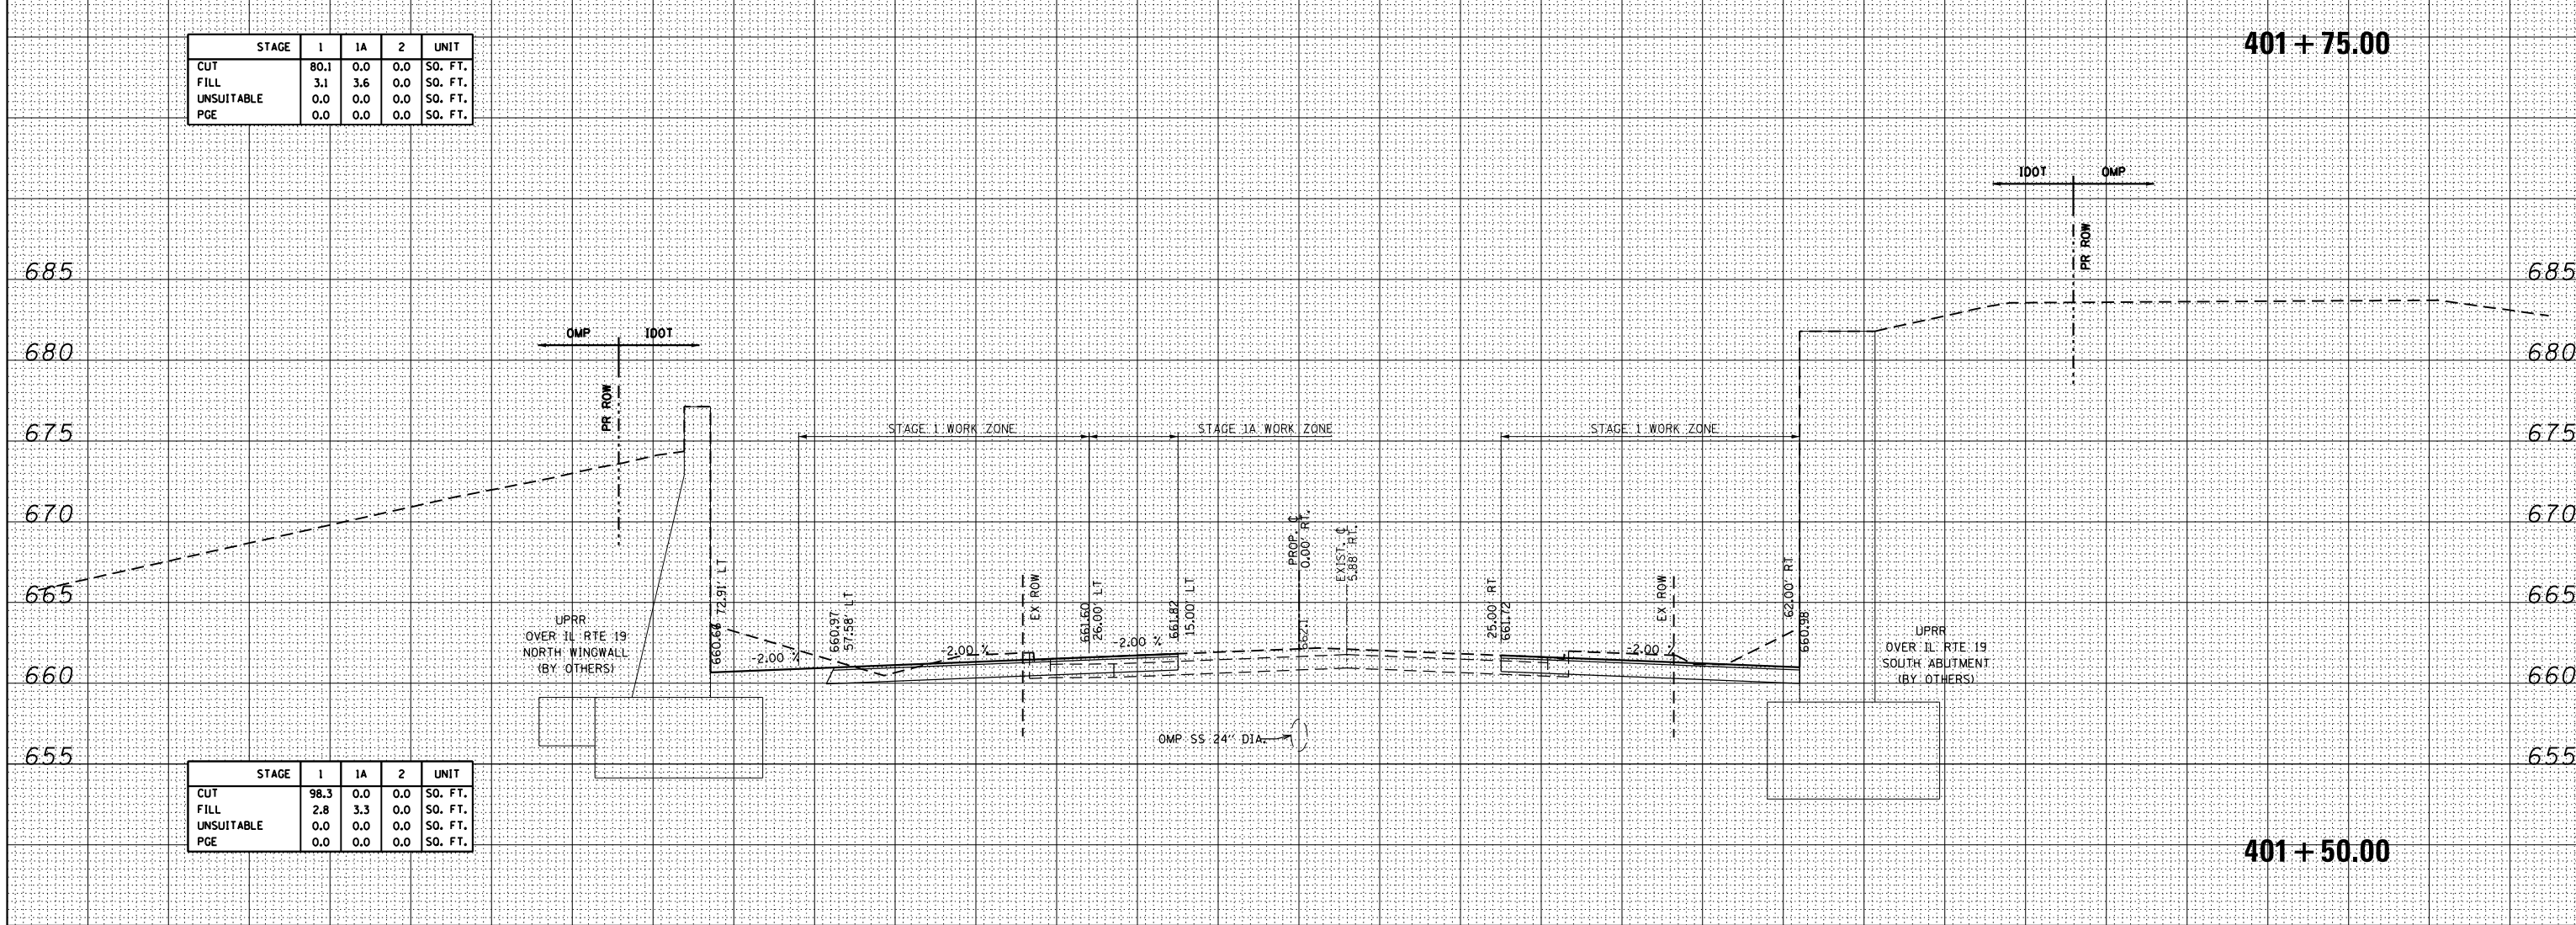 STAGE 1 1A 2 UNIT
CUT 80.1 0.0 0.0 SQ. FT.
FILL 3.1 3.6 0.0 SQ. FT.
UNSUITABLE 0.0 0.0 0.0 SQ. FT.
PGE 0.0 0.0 0.0 SQ. FT.
401 + 75.00
IDOT OMP
PR ROW
685 685
OMP IDOT
680 680
PR ROW
675 675
STAGE 1 WORK ZONE
STAGE 1A WORK ZONE
STAGE 1 WORK ZONE
670 670
PROP. ℄
0.00' RT.
EXIST. ℄
5.88' RT.
665 665
72.91' LT
660.97
57.58' LT
EX ROW
661.60
26.00' LT
661.82
15.00' LT
25.00' RT
661.72
EX ROW
62.00' RT
660.98
UPRR
OVER IL RTE 19
NORTH WINGWALL
(BY OTHERS)
-2.00 %
-2.00 %
-2.00 %
-2.00 %
UPRR
OVER IL RTE 19
SOUTH ABUTMENT
(BY OTHERS)
660 660
OMP SS 24" DIA.
655 655
STAGE 1 1A 2 UNIT
CUT 98.3 0.0 0.0 SQ. FT.
FILL 2.8 3.3 0.0 SQ. FT.
UNSUITABLE 0.0 0.0 0.0 SQ. FT.
PGE 0.0 0.0 0.0 SQ. FT.
401 + 50.00